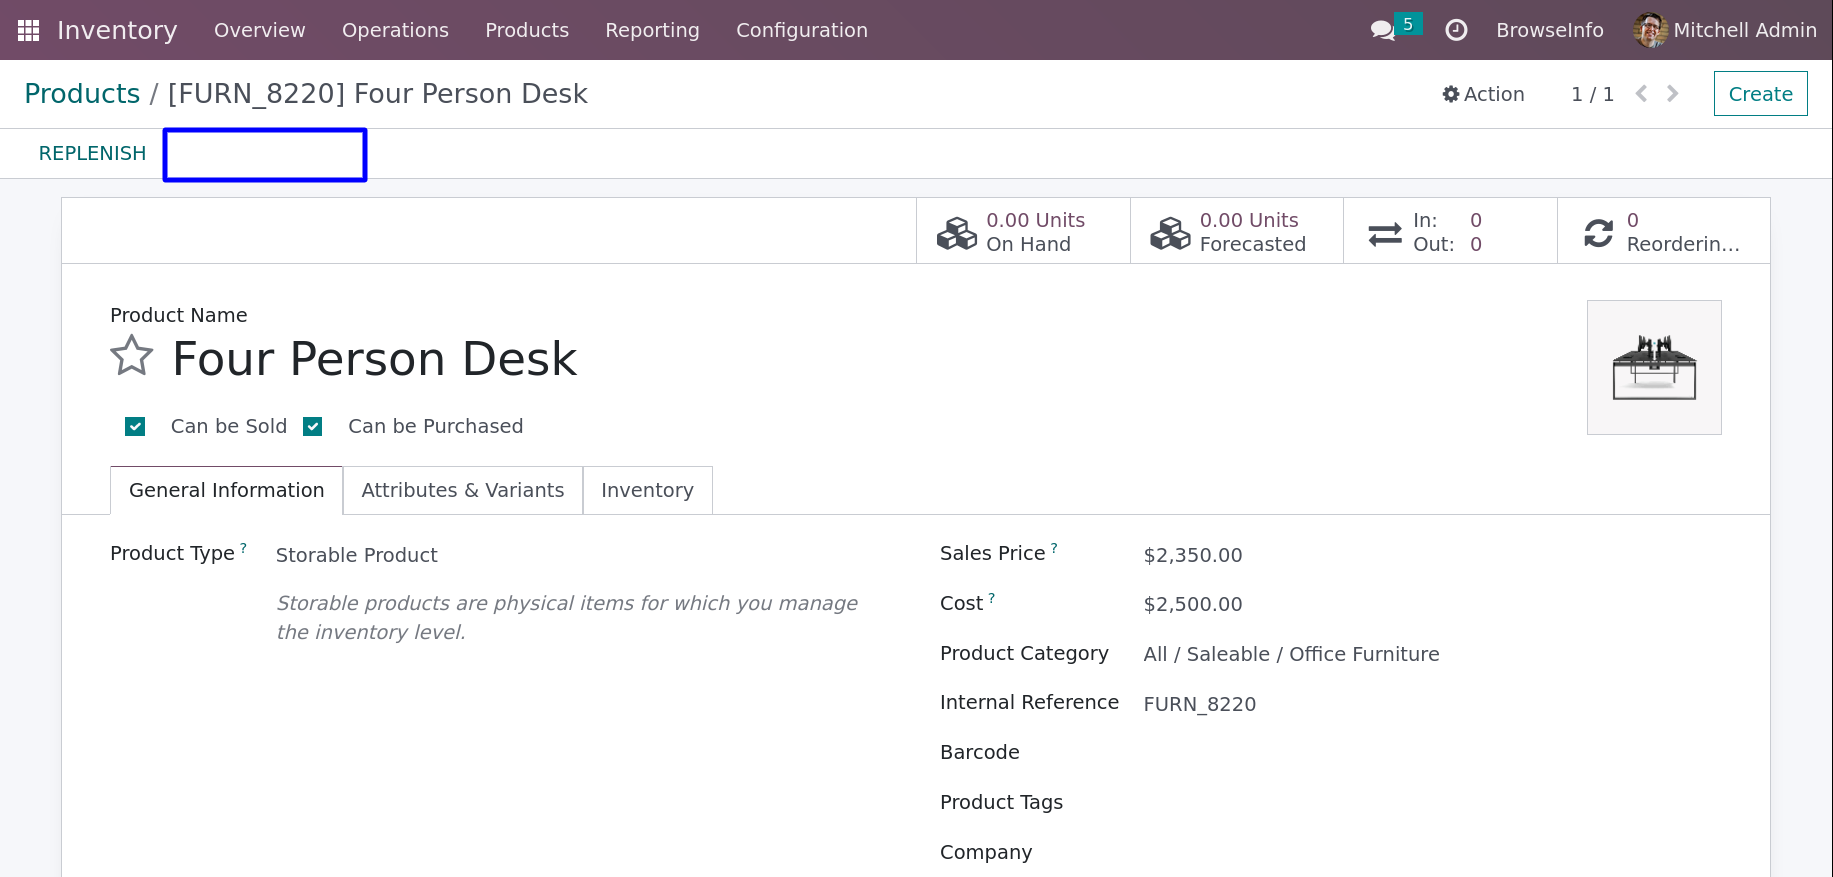 Inventory Overview Operations Products Reporting Configuration 5 BrowseInfo Mitchell Admin
Products / [FURN_8220] Four Person Desk Action 1 / 1 Create
REPLENISH
0.00 Units
On Hand
0.00 Units
Forecasted
In: 0
Out: 0
0
Reorderin...
Product Name
Four Person Desk
Can be Sold Can be Purchased
General Information Attributes & Variants Inventory
Product Type ? Storable Product
Storable products are physical items for which you manage
the inventory level.
Sales Price ? $2,350.00
Cost ? $2,500.00
Product Category All / Saleable / Office Furniture
Internal Reference FURN_8220
Barcode
Product Tags
Company